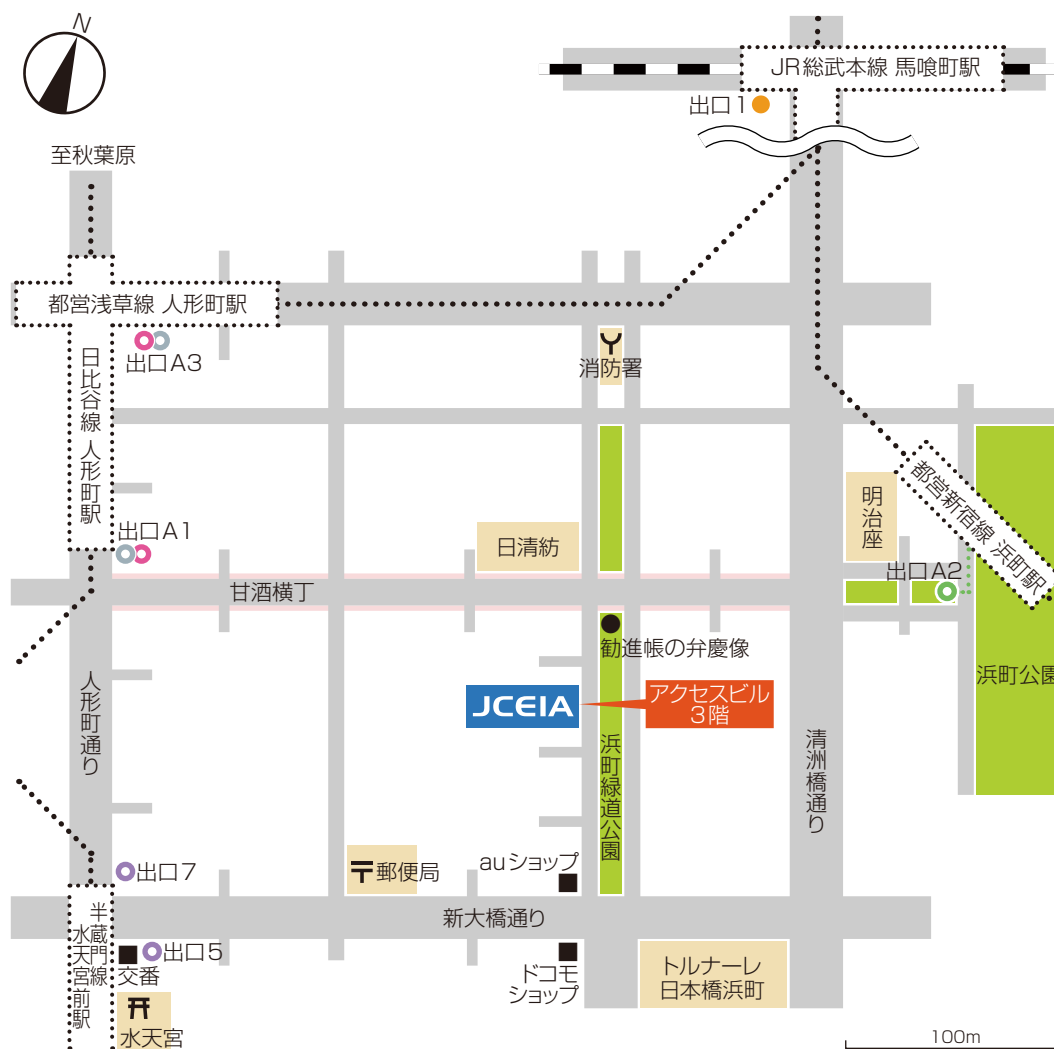 N
JR総武本線 馬喰町駅
出口1
至秋葉原
都営浅草線 人形町駅
出口A3
日比谷線 人形町駅
消防署
出口A1
日清紡
明治座
都営新宿線 浜町駅
出口A2
甘酒横丁
勧進帳の弁慶像
浜町公園
人形町通り
JCEIA
アクセスビル
3階
浜町緑道公園
清洲橋通り
出口7
郵便局
auショップ
新大橋通り
半蔵門線
水天宮前駅
出口5
交番
ドコモ
ショップ
トルナーレ
日本橋浜町
水天宮
100m